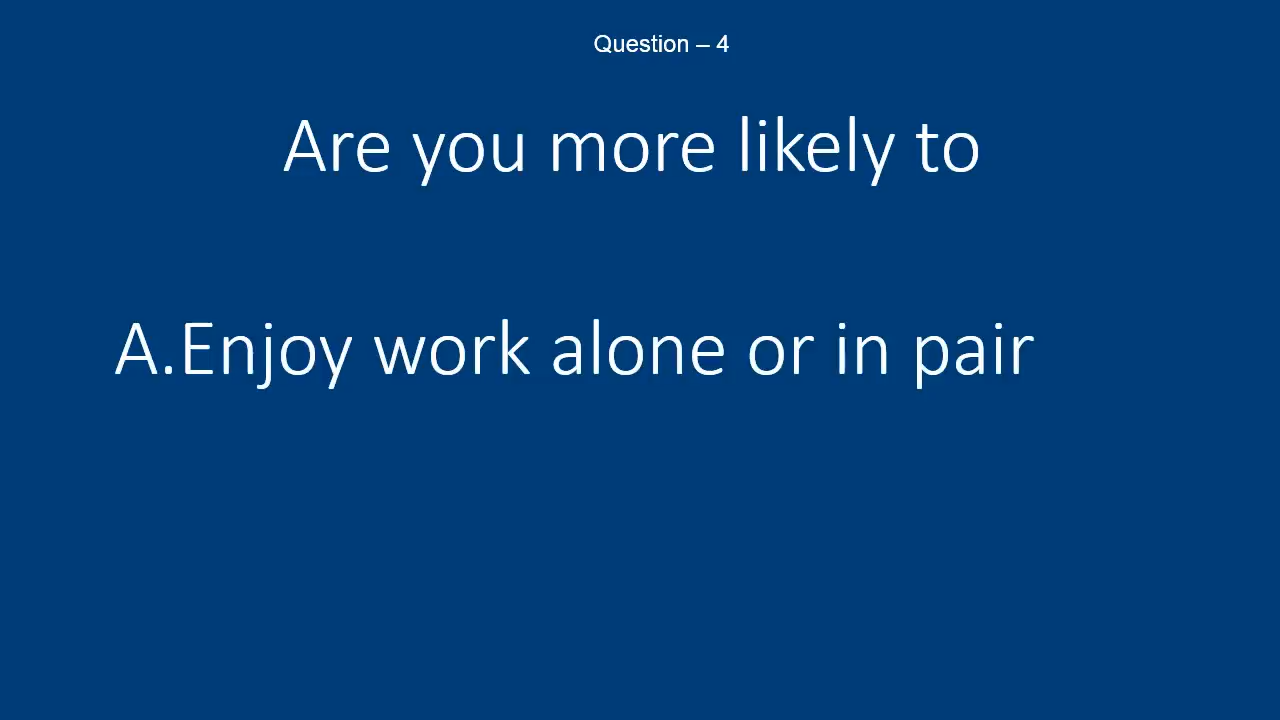 Question – 4
Are you more likely to
A.Enjoy work alone or in pair